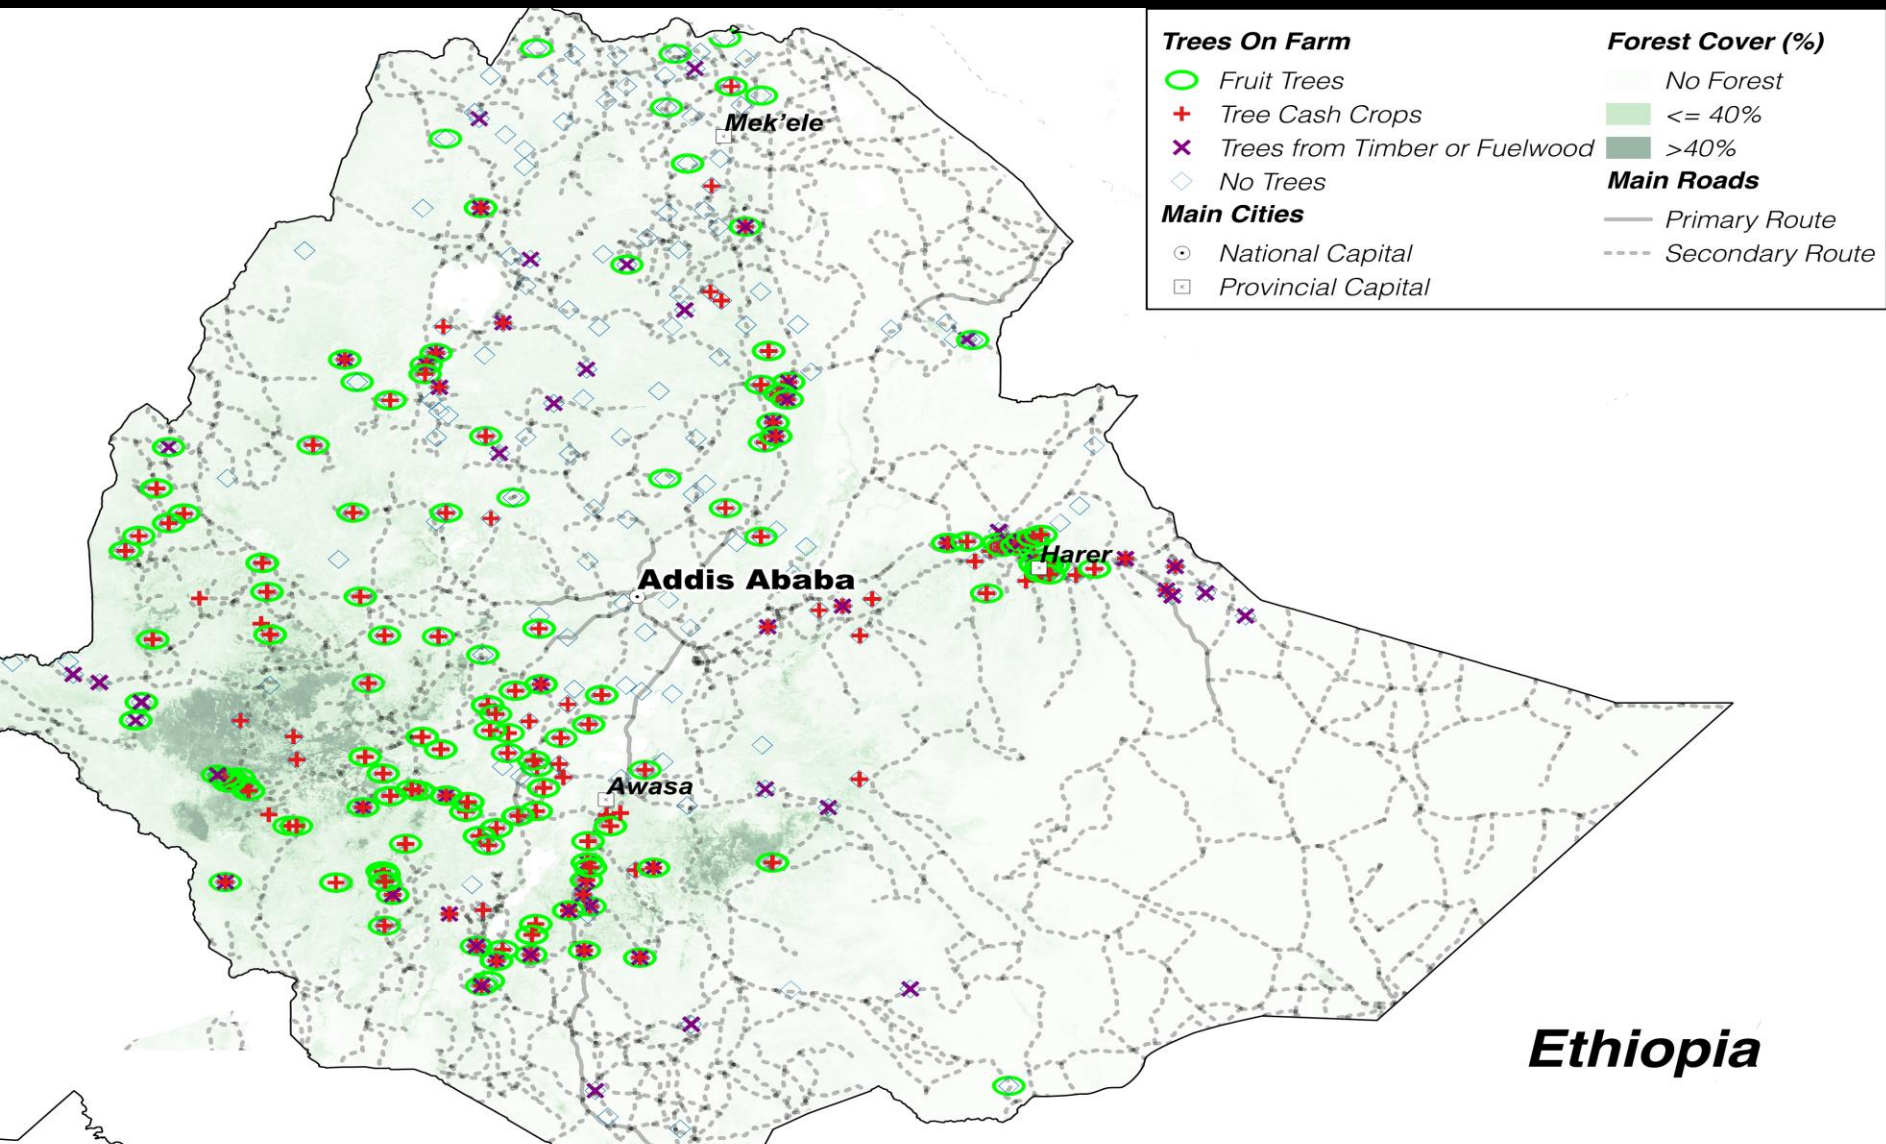 Trees On Farm
Fruit Trees
Tree Cash Crops
Trees from Timber or Fuelwood
No Trees
Main Cities
National Capital
Provincial Capital
Forest Cover (%)
No Forest
<= 40%
>40%
Main Roads
Primary Route
Secondary Route
Mek'ele
Harer
Addis Ababa
Awasa
Ethiopia